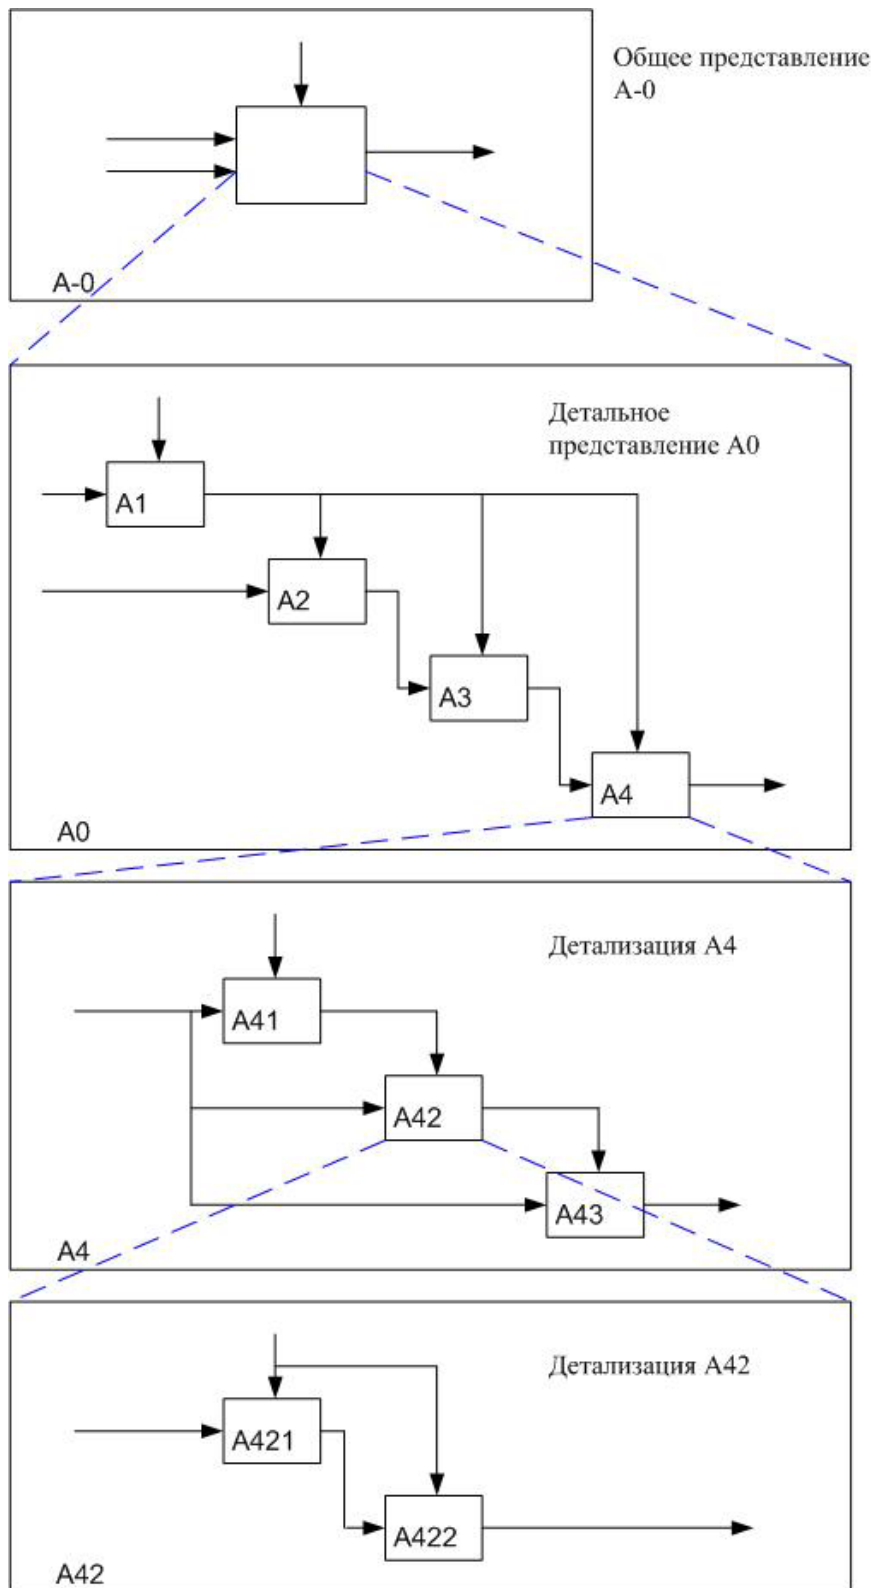 Общее представление
А-0
A-0
Детальное
представление А0
A1
A2
A3
A4
A0
Детализация А4
A41
A42
A43
A4
Детализация А42
A421
A422
A42